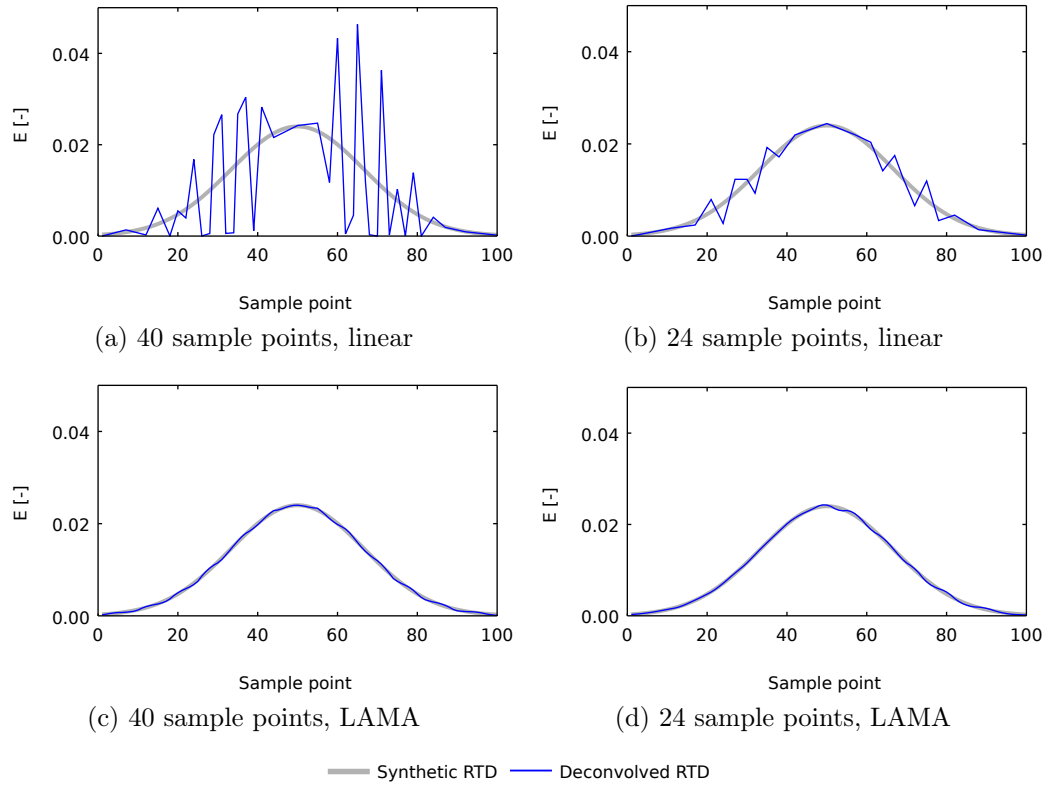 E [-]
0.04
0.02
0.00
0 20 40 60 80 100
Sample point
(a) 40 sample points, linear
E [-]
0.04
0.02
0.00
0 20 40 60 80 100
Sample point
(b) 24 sample points, linear
E [-]
0.04
0.02
0.00
0 20 40 60 80 100
Sample point
(c) 40 sample points, LAMA
E [-]
0.04
0.02
0.00
0 20 40 60 80 100
Sample point
(d) 24 sample points, LAMA
Synthetic RTD Deconvolved RTD